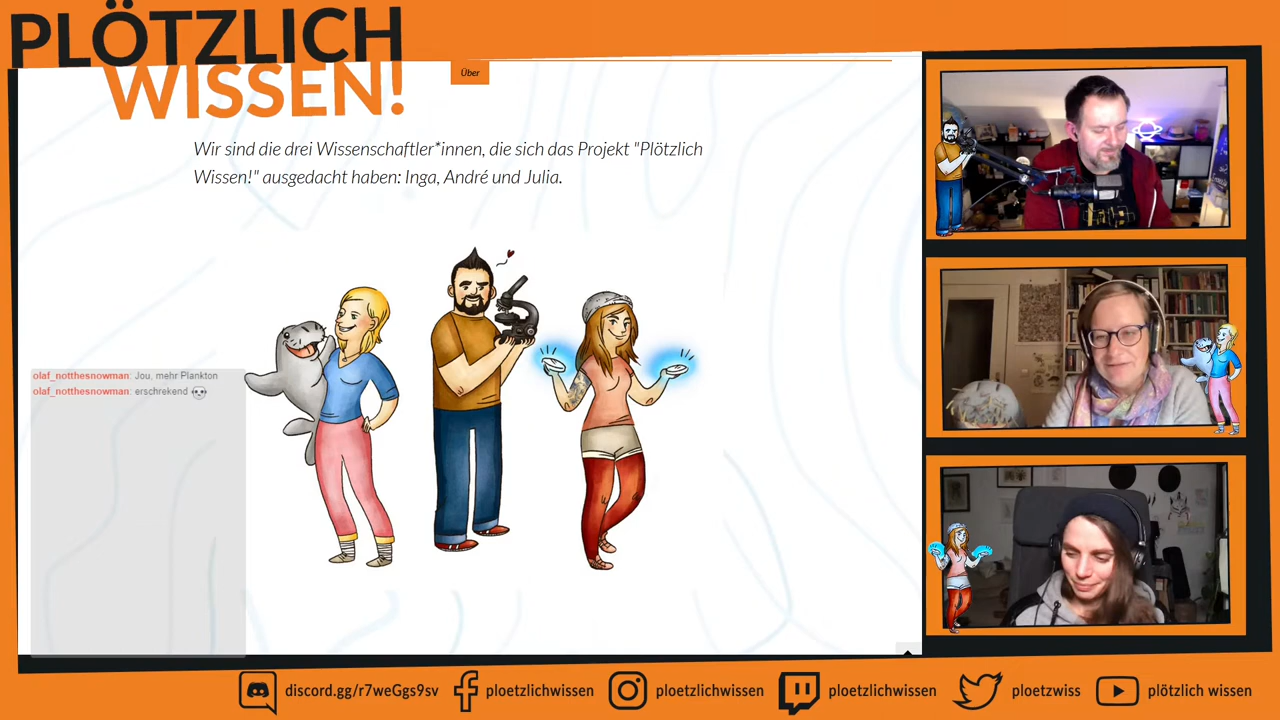 PLÖTZLICH
WISSEN!
Über
Wir sind die drei Wissenschaftler*innen, die sich das Projekt "Plötzlich
Wissen!" ausgedacht haben: Inga, André und Julia.
olaf_notthesnowman: Jou, mehr Plankton
olaf_notthesnowman: erschrekend
discord.gg/r7weGgs9sv
ploetzlichwissen
ploetzlichwissen
ploetzlichwissen
ploetzwiss
plötzlich wissen